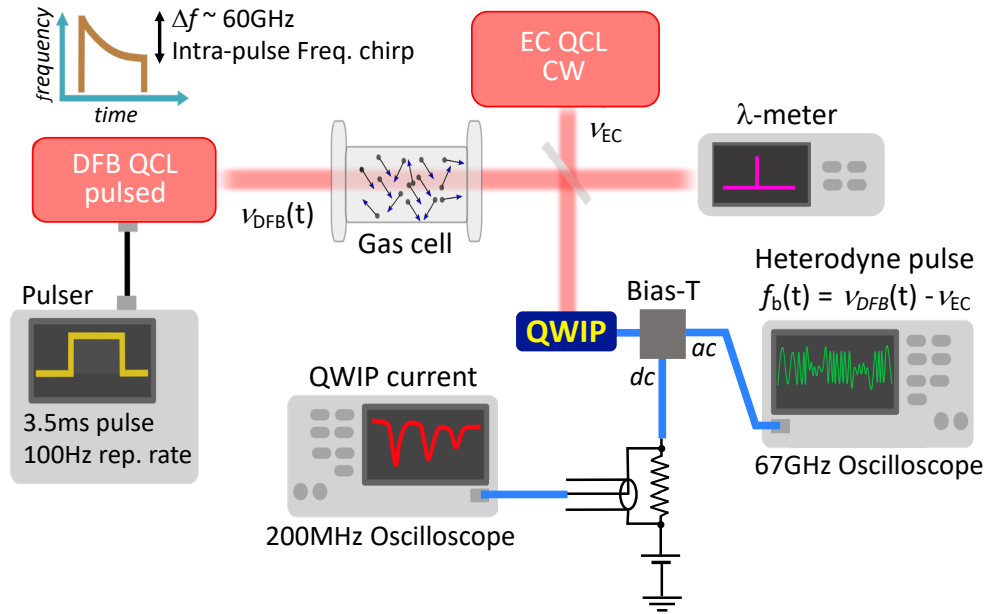 Δf ~ 60GHz
Intra-pulse Freq. chirp
frequency
time
EC QCL
CW
νEC
λ-meter
DFB QCL
pulsed
νDFB(t)
Gas cell
Pulser
3.5ms pulse
100Hz rep. rate
Heterodyne pulse
fb(t) = νDFB(t) - νEC
Bias-T
QWIP
ac
dc
QWIP current
200MHz Oscilloscope
67GHz Oscilloscope